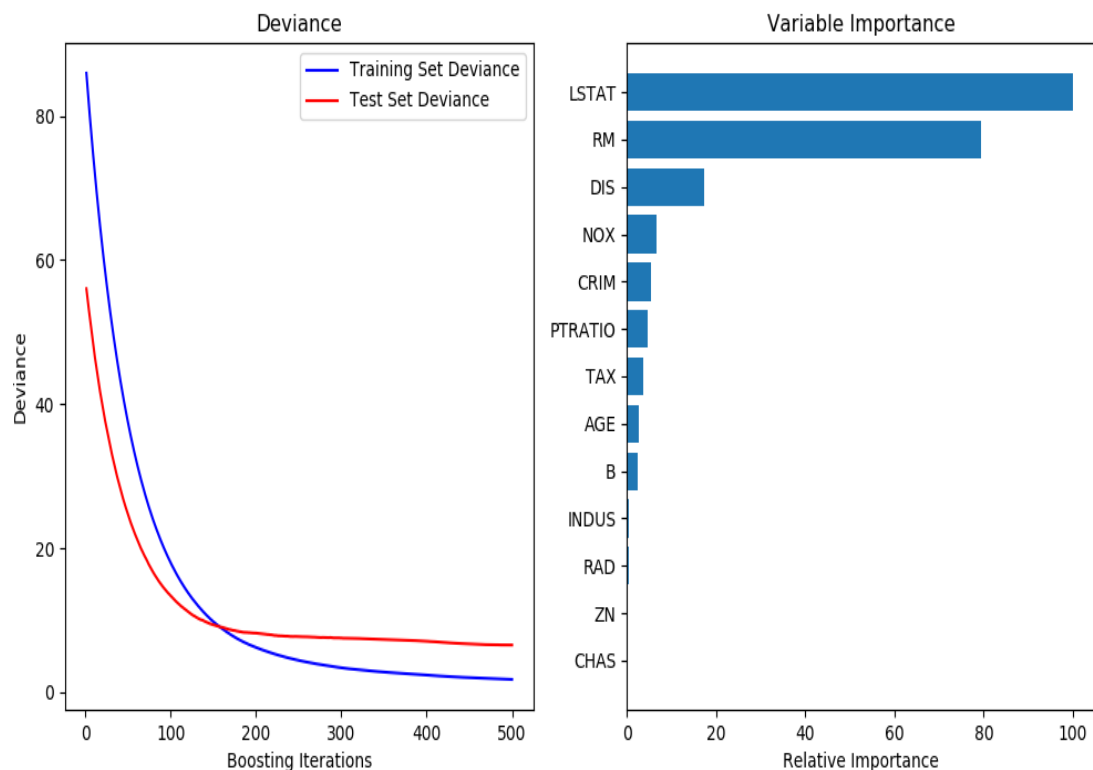 Deviance
Training Set Deviance
Test Set Deviance
80
60
40
20
0
Deviance
0 100 200 300 400 500
Boosting Iterations
Variable Importance
LSTAT
RM
DIS
NOX
CRIM
PTRATIO
TAX
AGE
B
INDUS
RAD
ZN
CHAS
0 20 40 60 80 100
Relative Importance